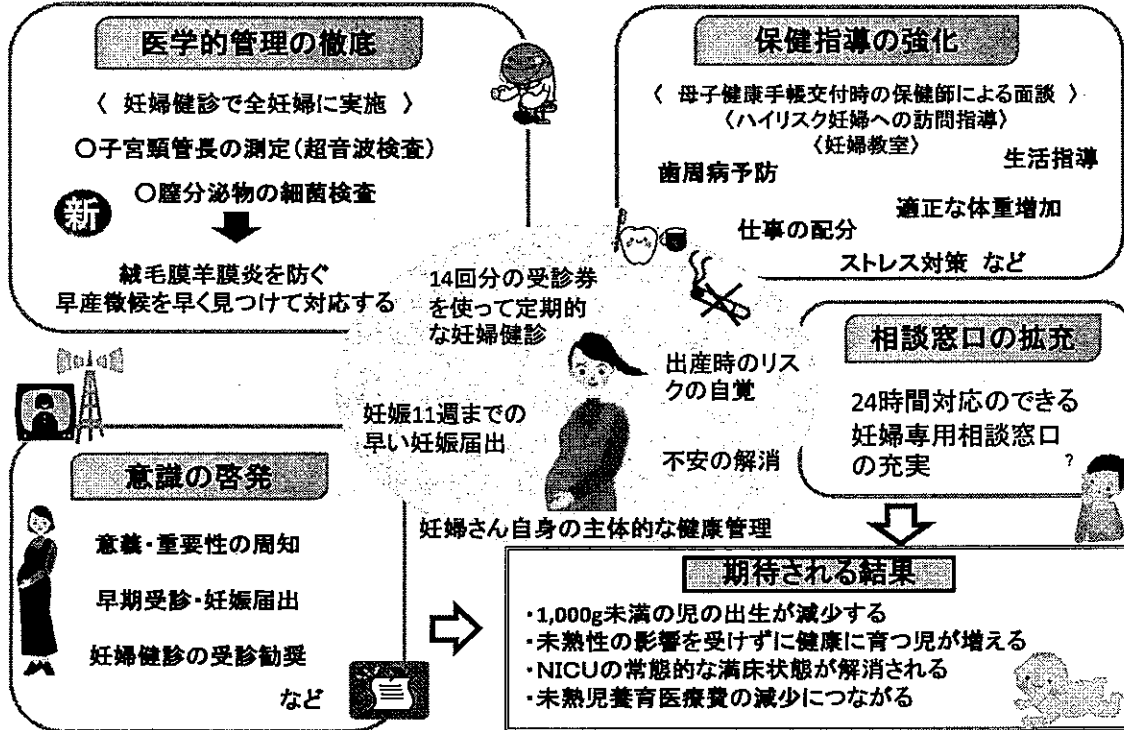 医学的管理の徹底
〈 妊婦健診で全妊婦に実施 〉
〇子宮頸管長の測定(超音波検査)
〇膣分泌物の細菌検査
新
絨毛膜羊膜炎を防ぐ
早産徴候を早く見つけて対応する
保健指導の強化
〈 母子健康手帳交付時の保健師による面談 〉
〈ハイリスク妊婦への訪問指導〉
〈妊婦教室〉
歯周病予防
生活指導
適正な体重増加
仕事の配分
ストレス対策 など
14回分の受診券
を使って定期的
な妊婦健診
出産時のリス
クの自覚
妊娠11週までの
早い妊娠届出
不安の解消
妊婦さん自身の主体的な健康管理
相談窓口の拡充
24時間対応のできる
妊婦専用相談窓口
の充実
?
意識の啓発
意義・重要性の周知
早期受診・妊娠届出
妊婦健診の受診勧奨
など
期待される結果
・1,000g未満の児の出生が減少する
・未熟性の影響を受けずに健康に育つ児が増える
・NICUの常態的な満床状態が解消される
・未熟児養育医療費の減少につながる